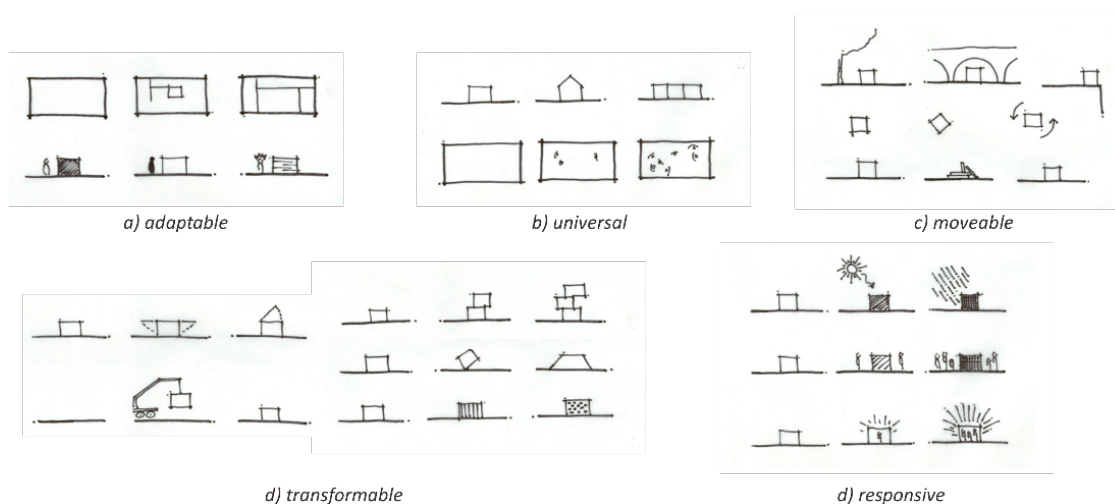 a) adaptable
b) universal
c) moveable
d) transformable
d) responsive